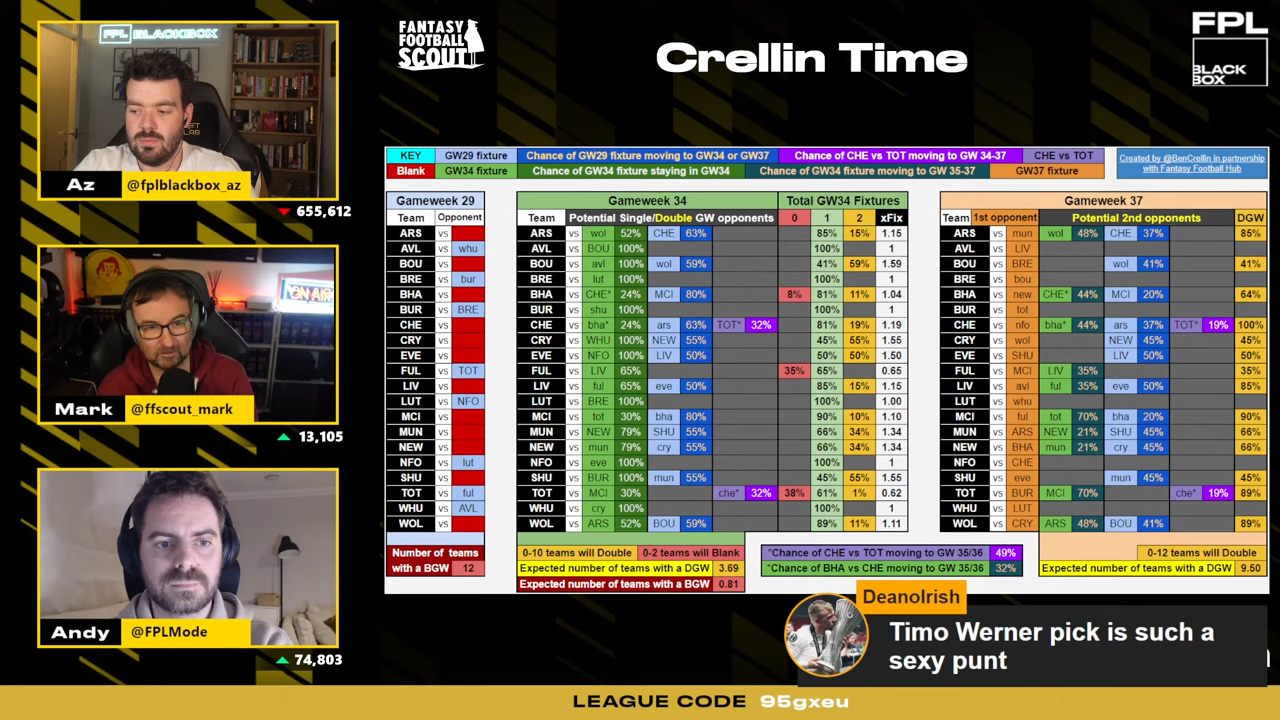 FPL BLACKBOX
Az @fplblackbox_az
655,612
ON AIR
Mark @ffscout_mark
13,105
Andy @FPLMode
74,803
FANTASY
FOOTBALL
SCOUT
Crellin Time
FPL
BLACK
BOX
KEY GW29 fixture Chance of GW29 fixture moving to GW34 or GW37 Chance of CHE vs TOT moving to GW 34-37 CHE vs TOT
Blank GW34 fixture Chance of GW34 fixture staying in GW34 Chance of GW34 fixture moving to GW 35-37 GW37 fixture
Created by @BenCrellin in partnership
with Fantasy Football Hub
Gameweek 29
Team Opponent
ARS vs
AVL vs whu
BOU vs
BRE vs bur
BHA vs
BUR vs BRE
CHE vs
CRY vs
EVE vs
FUL vs TOT
LIV vs
LUT vs NFO
MCI vs
MUN vs
NEW vs
NFO vs lut
SHU vs
TOT vs ful
WHU vs AVL
WOL vs
Number of teams
with a BGW 12
Gameweek 34 Total GW34 Fixtures
Team Potential Single/Double GW opponents 0 1 2 xFix
ARS vs wol 52% CHE 63% 85% 15% 1.15
AVL vs BOU 100% 100% 1
BOU vs avl 100% wol 59% 41% 59% 1.59
BRE vs lut 100% 100% 1
BHA vs CHE* 24% MCI 80% 8% 81% 11% 1.04
BUR vs shu 100% 100% 1
CHE vs bha* 24% ars 63% TOT* 32% 81% 19% 1.19
CRY vs WHU 100% NEW 55% 45% 55% 1.55
EVE vs NFO 100% LIV 50% 50% 50% 1.50
FUL vs LIV 65% 35% 65% 0.65
LIV vs ful 65% eve 50% 85% 15% 1.15
LUT vs BRE 100% 100% 1.00
MCI vs tot 30% bha 80% 90% 10% 1.10
MUN vs NEW 79% SHU 55% 66% 34% 1.34
NEW vs mun 79% cry 55% 66% 34% 1.34
NFO vs eve 100% 100% 1
SHU vs BUR 100% mun 55% 45% 55% 1.55
TOT vs MCI 30% che* 32% 38% 61% 1% 0.62
WHU vs cry 100% 100% 1
WOL vs ARS 52% BOU 59% 89% 11% 1.11
0-10 teams will Double 0-2 teams will Blank
Expected number of teams with a DGW 3.69
Expected number of teams with a BGW 0.81
*Chance of CHE vs TOT moving to GW 35/36 49%
*Chance of BHA vs CHE moving to GW 35/36 32%
Gameweek 37
Team 1st opponent Potential 2nd opponents DGW
ARS vs mun wol 48% CHE 37% 85%
AVL vs LIV
BOU vs BRE wol 41% 41%
BRE vs bou
BHA vs new CHE* 44% MCI 20% 64%
BUR vs tot
CHE vs nfo bha* 44% ars 37% TOT* 19% 100%
CRY vs wol NEW 45% 45%
EVE vs SHU LIV 50% 50%
FUL vs MCI LIV 35% 35%
LIV vs avl ful 35% eve 50% 85%
LUT vs whu
MCI vs ful tot 70% bha 20% 90%
MUN vs ARS NEW 21% SHU 45% 66%
NEW vs BHA mun 21% cry 45% 66%
NFO vs CHE
SHU vs eve mun 45% 45%
TOT vs BUR MCI 70% che* 19% 89%
WHU vs LUT
WOL vs CRY ARS 48% BOU 41% 89%
0-12 teams will Double
Expected number of teams with a DGW 9.50
DeanoIrish
Timo Werner pick is such a
sexy punt
LEAGUE CODE 95gxeu